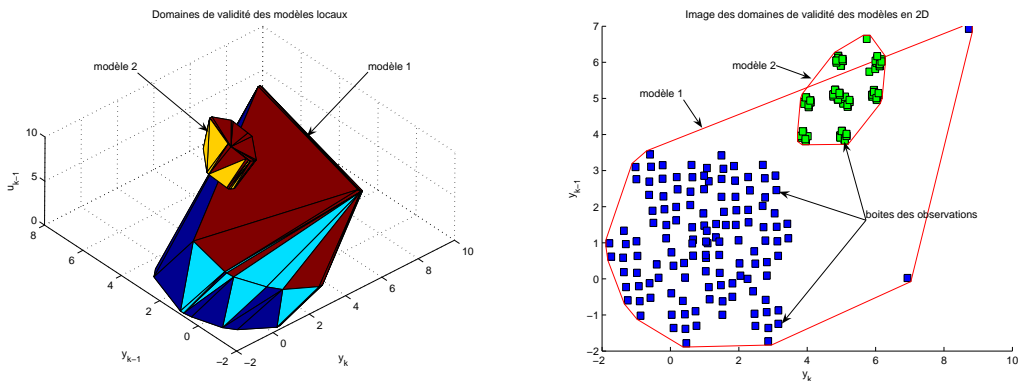 Domaines de validité des modèles locaux
modèle 2
modèle 1
10
5
0
u_{k−1}
8
6
4
2
0
−2
y_{k−1}
−2
0
2
4
6
8
10
y_k
Image des domaines de validité des modèles en 2D
7
6
5
4
3
2
1
0
−1
−2
y_{k−1}
modèle 2
modèle 1
boites des observations
−2
0
2
4
6
8
10
y_k